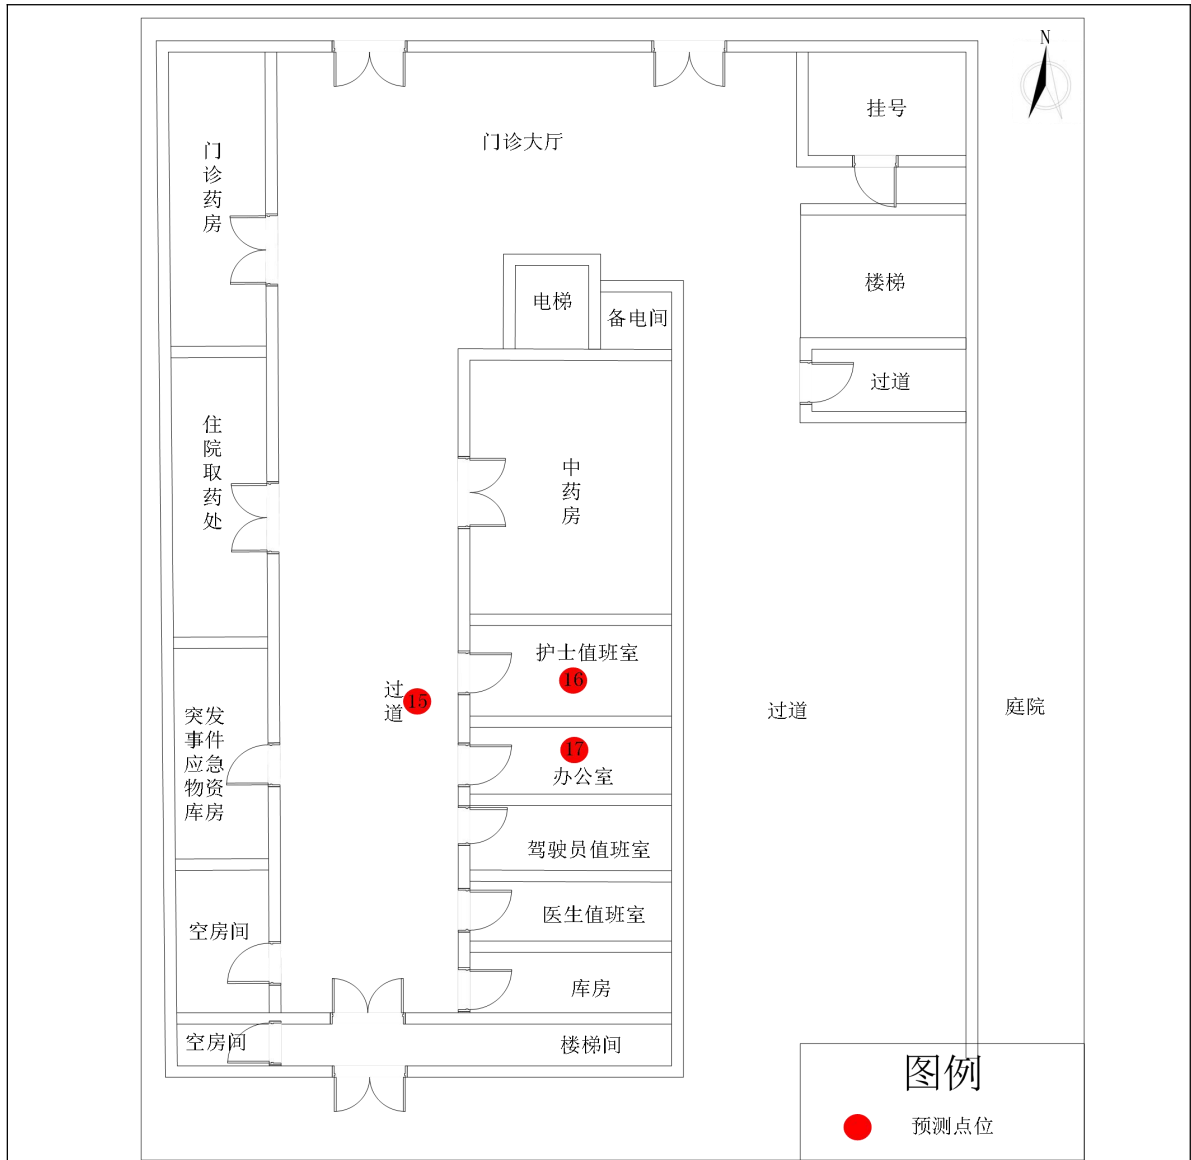 N
挂号
门诊大厅
门诊药房
楼梯
电梯
备电间
过道
住院取药处
中药房
护士值班室
16
过道
15
过道
庭院
突发
事件
应急
物资
库房
17
办公室
驾驶员值班室
医生值班室
空房间
库房
空房间
楼梯间
图例
预测点位